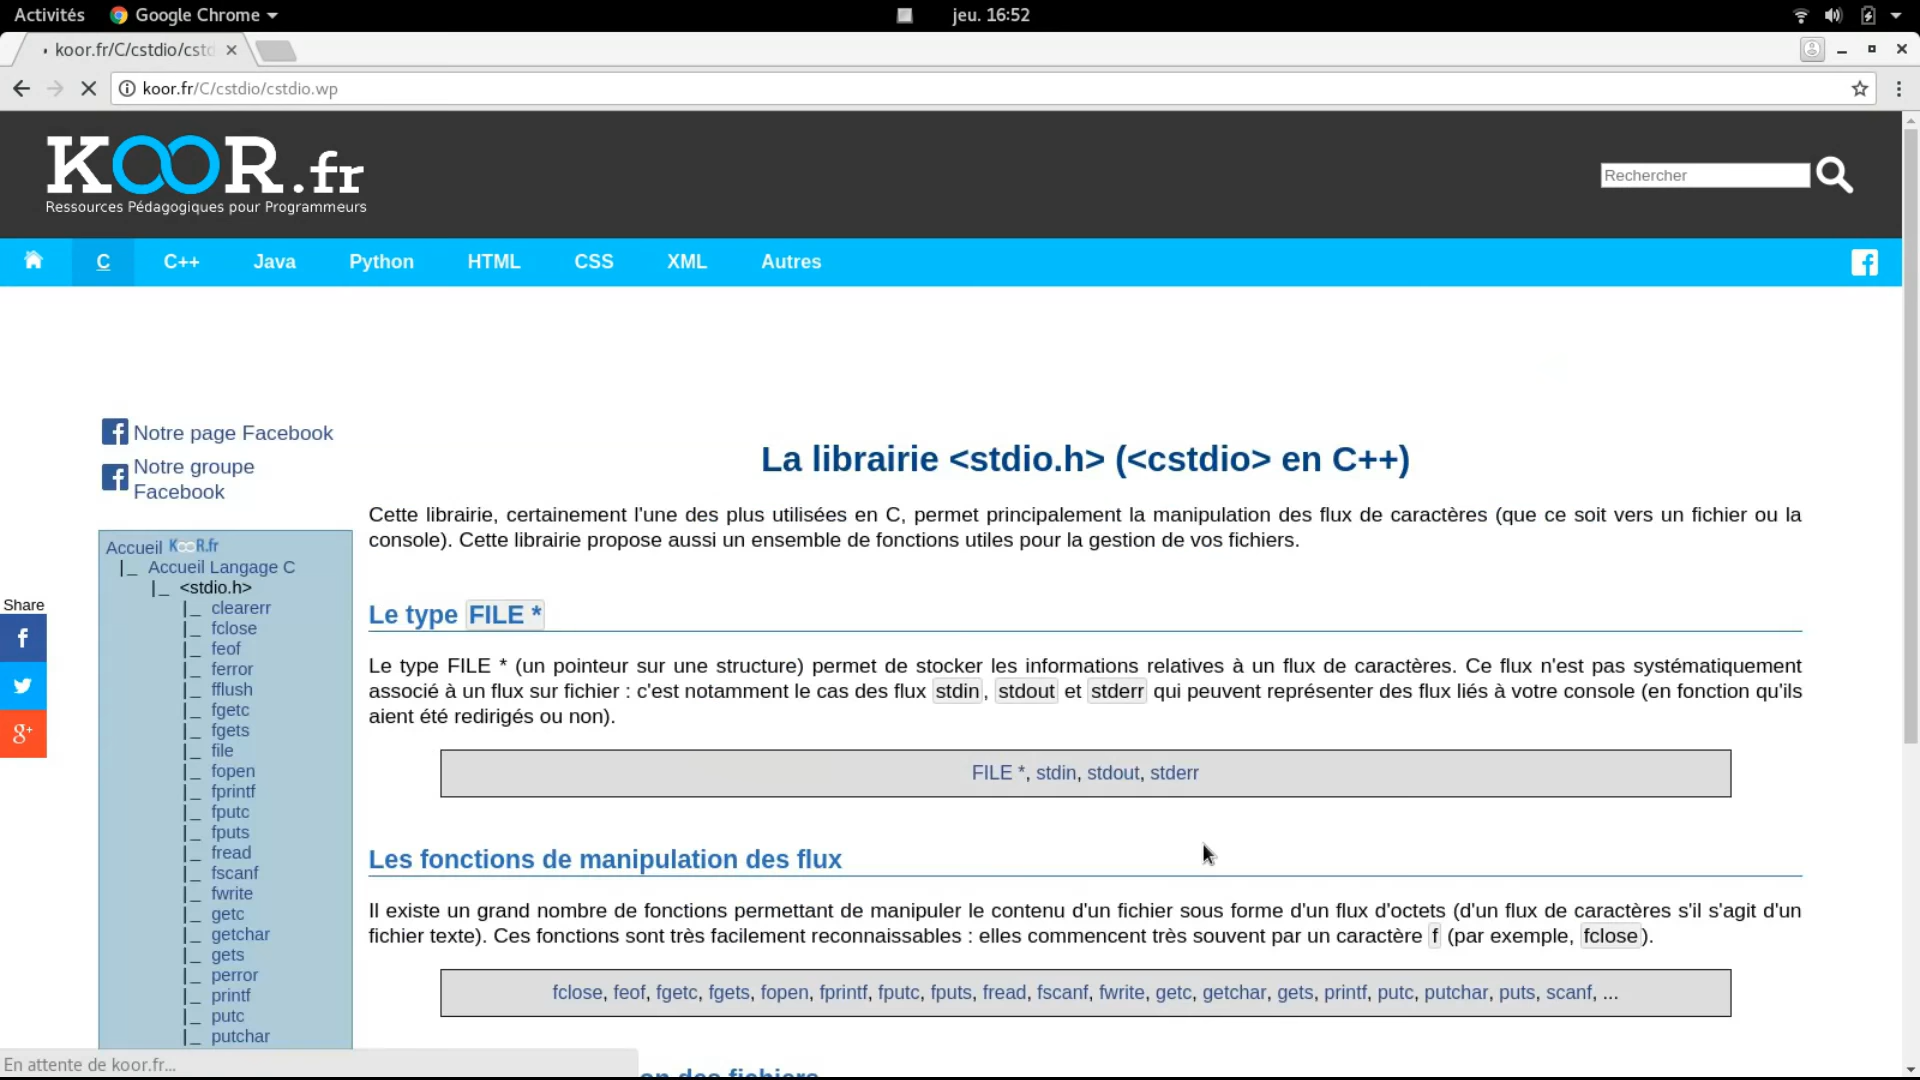 Activités Google Chrome jeu. 16:52
koor.fr/C/cstdio/cstd
koor.fr/C/cstdio/cstdio.wp
KOOR.fr
Ressources Pédagogiques pour Programmeurs
Rechercher
C C++ Java Python HTML CSS XML Autres
Notre page Facebook
Notre groupe
Facebook
Accueil KOOR.fr
|_ Accueil Langage C
|_ <stdio.h>
|_ clearerr
|_ fclose
|_ feof
|_ ferror
|_ fflush
|_ fgetc
|_ fgets
|_ file
|_ fopen
|_ fprintf
|_ fputc
|_ fputs
|_ fread
|_ fscanf
|_ fwrite
|_ getc
|_ getchar
|_ gets
|_ perror
|_ printf
|_ putc
|_ putchar
Share
La librairie <stdio.h> (<cstdio> en C++)
Cette librairie, certainement l'une des plus utilisées en C, permet principalement la manipulation des flux de caractères (que ce soit vers un fichier ou la
console). Cette librairie propose aussi un ensemble de fonctions utiles pour la gestion de vos fichiers.
Le type FILE *
Le type FILE * (un pointeur sur une structure) permet de stocker les informations relatives à un flux de caractères. Ce flux n'est pas systématiquement
associé à un flux sur fichier : c'est notamment le cas des flux stdin, stdout et stderr qui peuvent représenter des flux liés à votre console (en fonction qu'ils
aient été redirigés ou non).
FILE *, stdin, stdout, stderr
Les fonctions de manipulation des flux
Il existe un grand nombre de fonctions permettant de manipuler le contenu d'un fichier sous forme d'un flux d'octets (d'un flux de caractères s'il s'agit d'un
fichier texte). Ces fonctions sont très facilement reconnaissables : elles commencent très souvent par un caractère f (par exemple, fclose).
fclose, feof, fgetc, fgets, fopen, fprintf, fputc, fputs, fread, fscanf, fwrite, getc, getchar, gets, printf, putc, putchar, puts, scanf, ...
des fichiers
En attente de koor.fr...